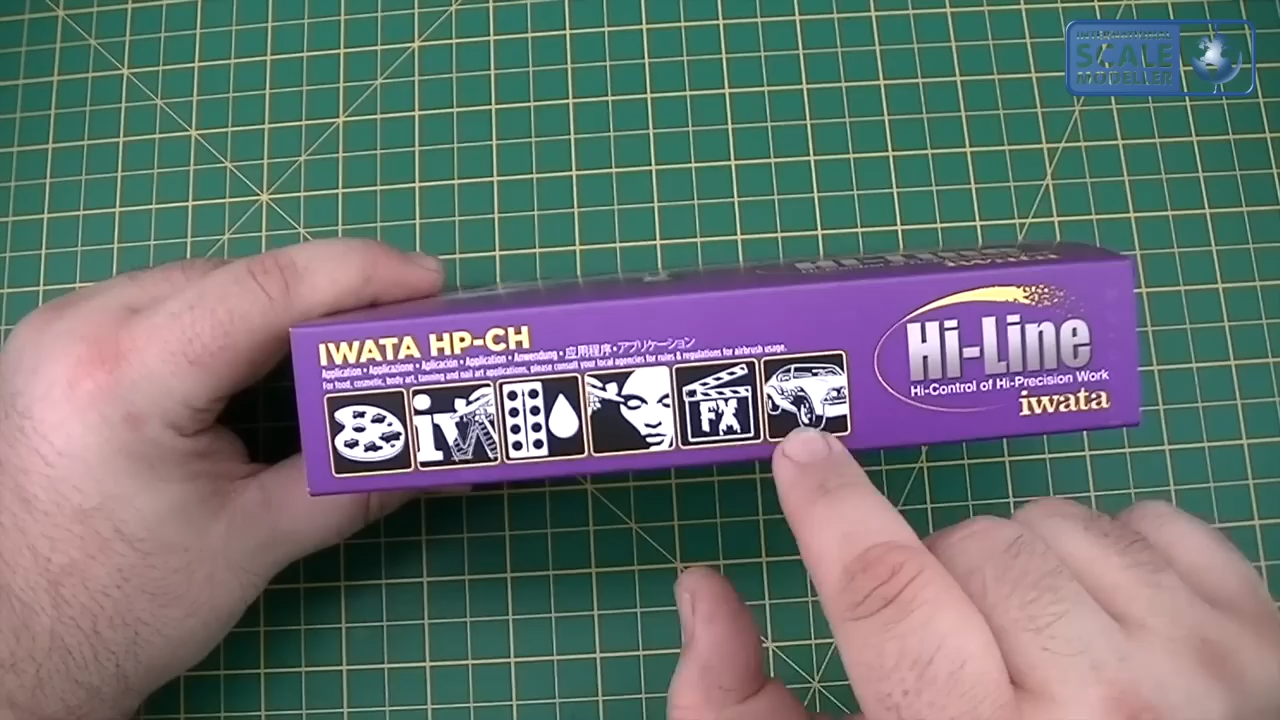 INTERNATIONAL
SCALE
MODELLER
IWATA HP-CH
Application • Applicazione • Aplicación • Application • Anwendung • 应用程序 • アプリケーション
For food, cosmetic, body art, tanning and nail art applications, please consult your local agencies for rules & regulations for airbrush usage.
FX
Hi-Line
Hi-Control of Hi-Precision Work
iwata
iwata